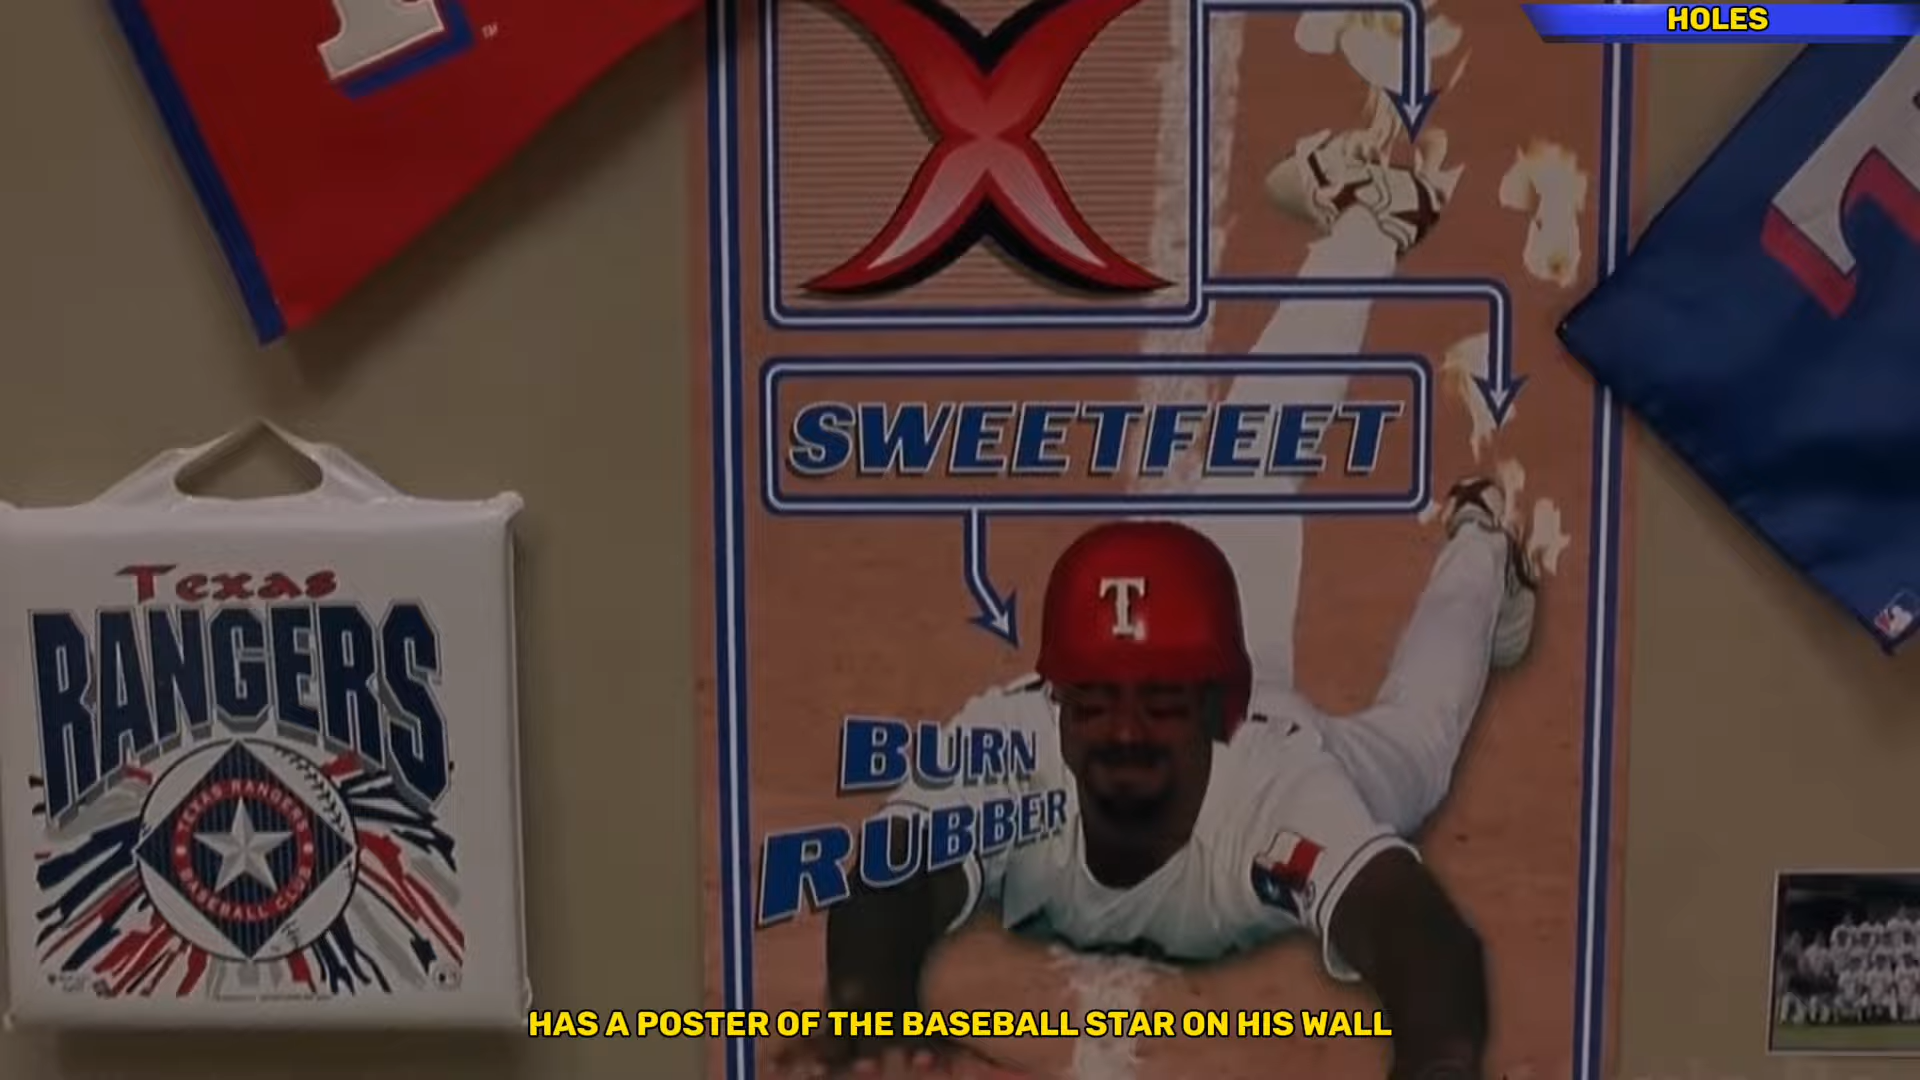 HOLES
TM
X
SWEETFEET
T
BURN
RUBBER
Texas
RANGERS
TEXAS RANGERS
BASEBALL CLUB
HAS A POSTER OF THE BASEBALL STAR ON HIS WALL